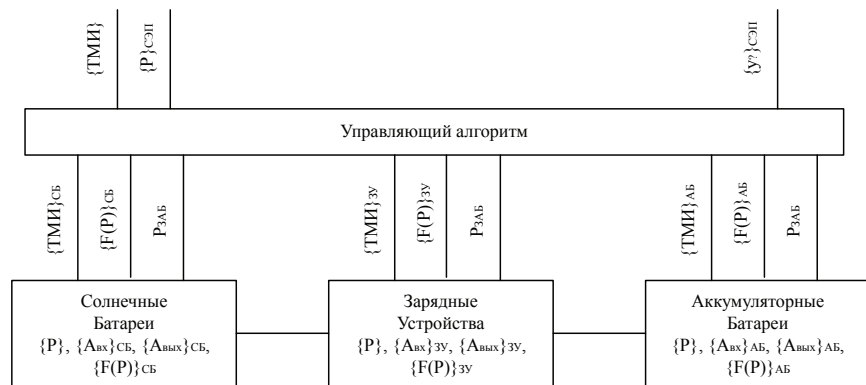 {ТМИ}
{P}СЭП
{y?}СЭП
Управляющий алгоритм
{ТМИ}СБ
{F(P)}СБ
PЗАБ
{ТМИ}ЗУ
{F(P)}ЗУ
PЗАБ
{ТМИ}АБ
{F(P)}АБ
PЗАБ
Солнечные
Батареи
{P}, {Aвх}СБ, {Aвых}СБ,
{F(P)}СБ
Зарядные
Устройства
{P}, {Aвх}ЗУ, {Aвых}ЗУ,
{F(P)}ЗУ
Аккумуляторные
Батареи
{P}, {Aвх}АБ, {Aвых}АБ,
{F(P)}АБ